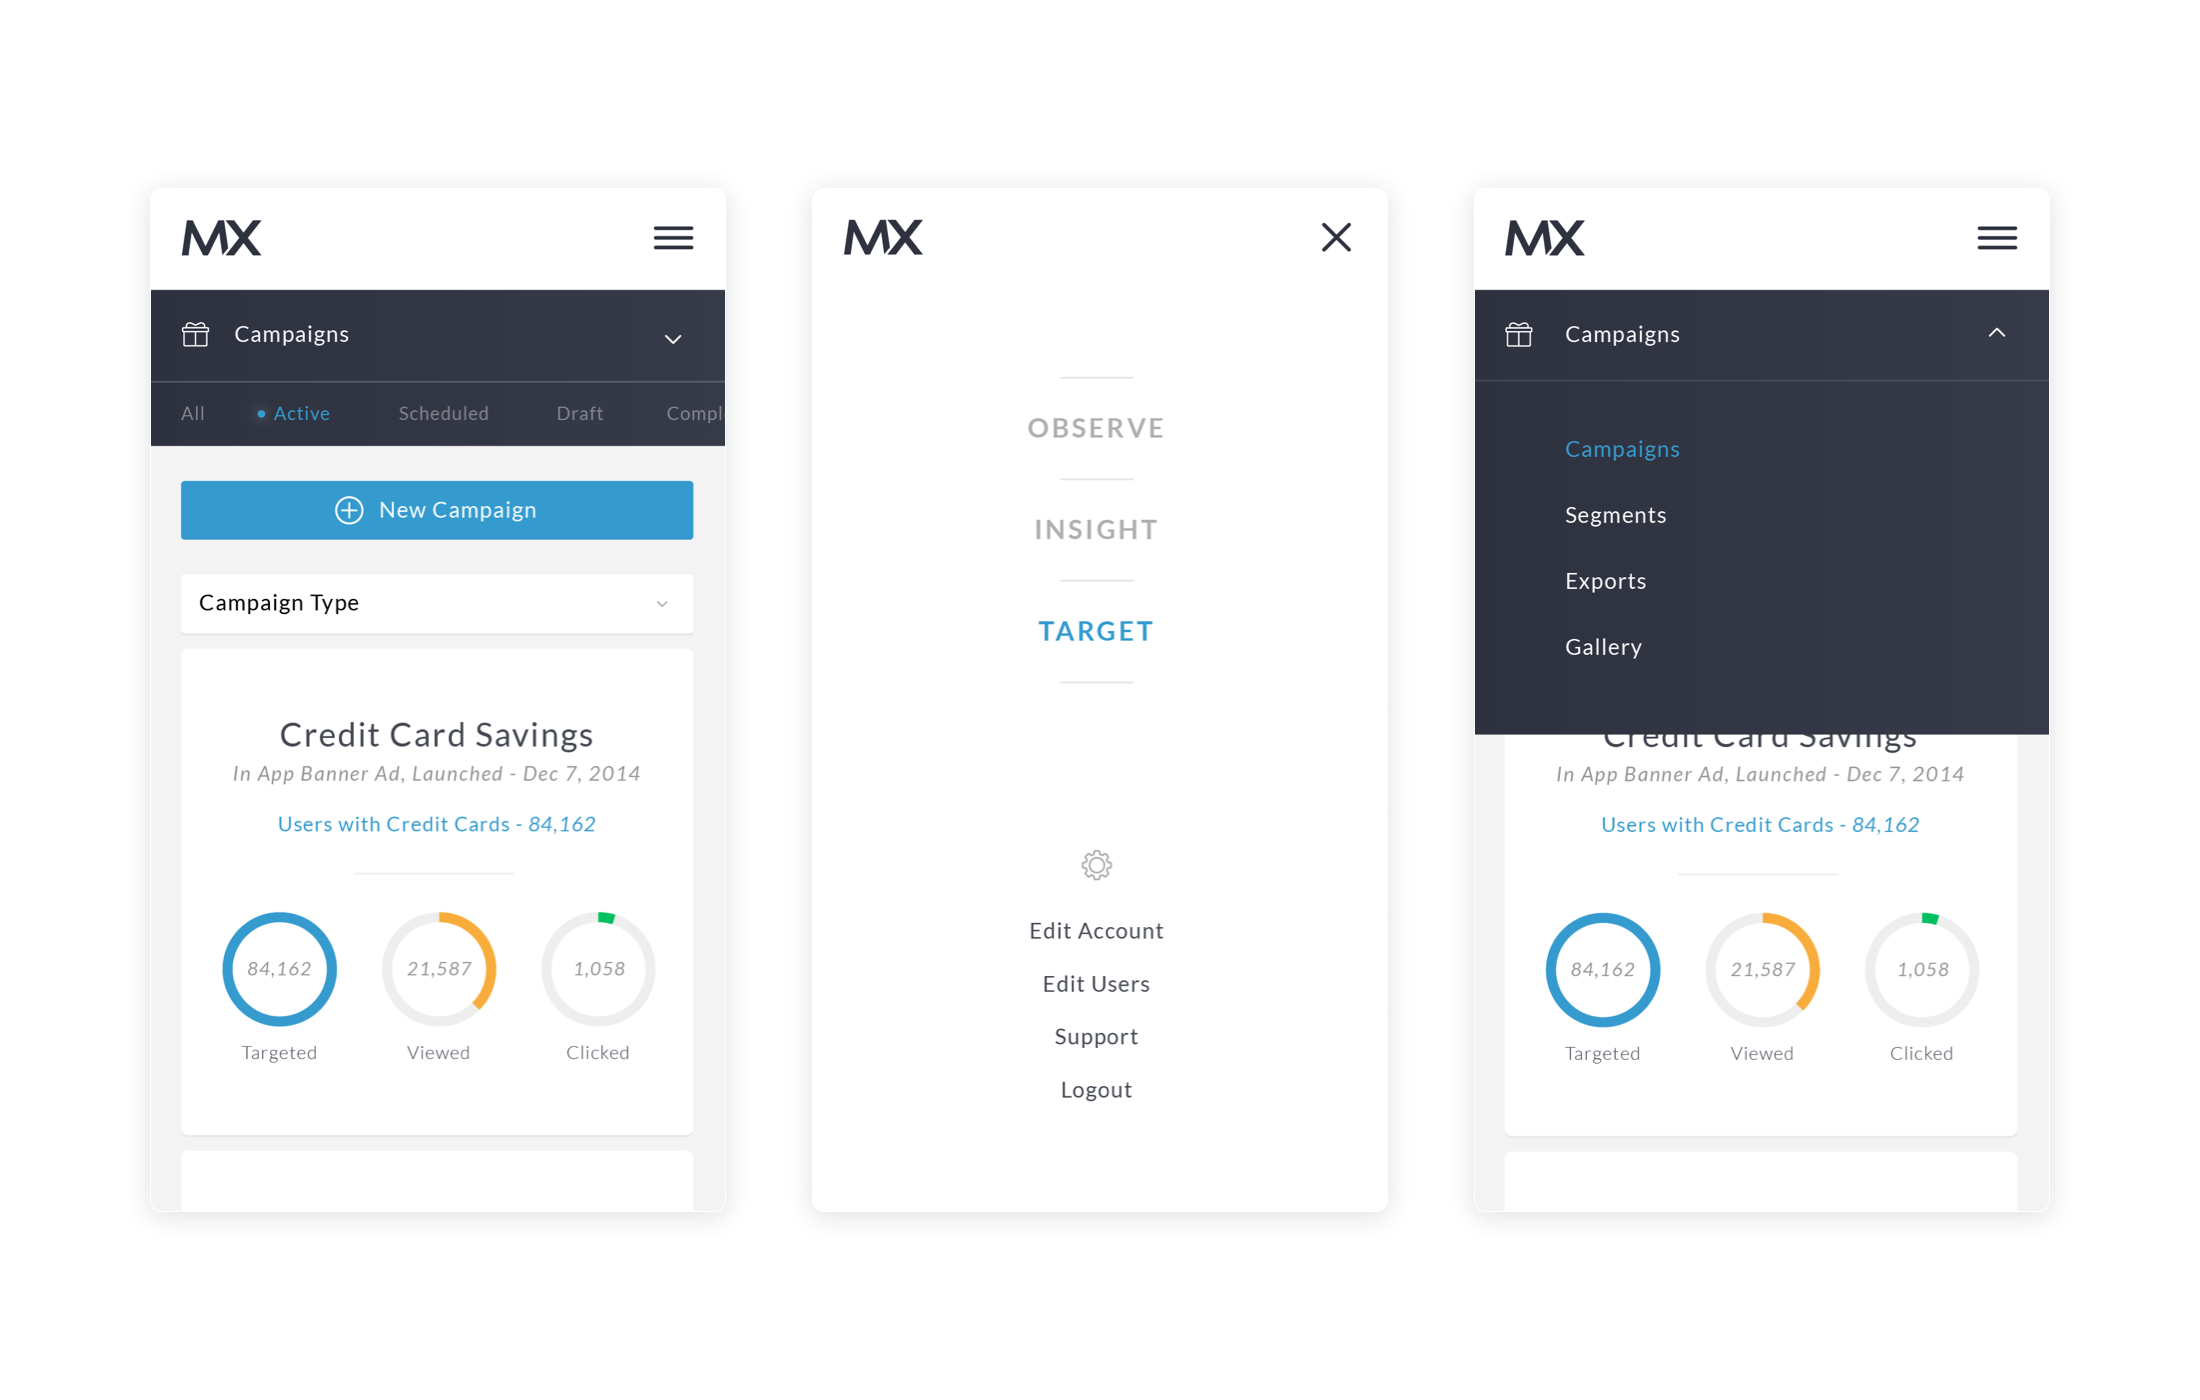 MX
Campaigns
All Active Scheduled Draft Compl
New Campaign
Campaign Type
Credit Card Savings
In App Banner Ad, Launched - Dec 7, 2014
Users with Credit Cards - 84,162
84,162 21,587 1,058
Targeted Viewed Clicked
MX
OBSERVE
INSIGHT
TARGET
Edit Account
Edit Users
Support
Logout
MX
Campaigns
Campaigns
Segments
Exports
Gallery
Credit Card Savings
In App Banner Ad, Launched - Dec 7, 2014
Users with Credit Cards - 84,162
84,162 21,587 1,058
Targeted Viewed Clicked